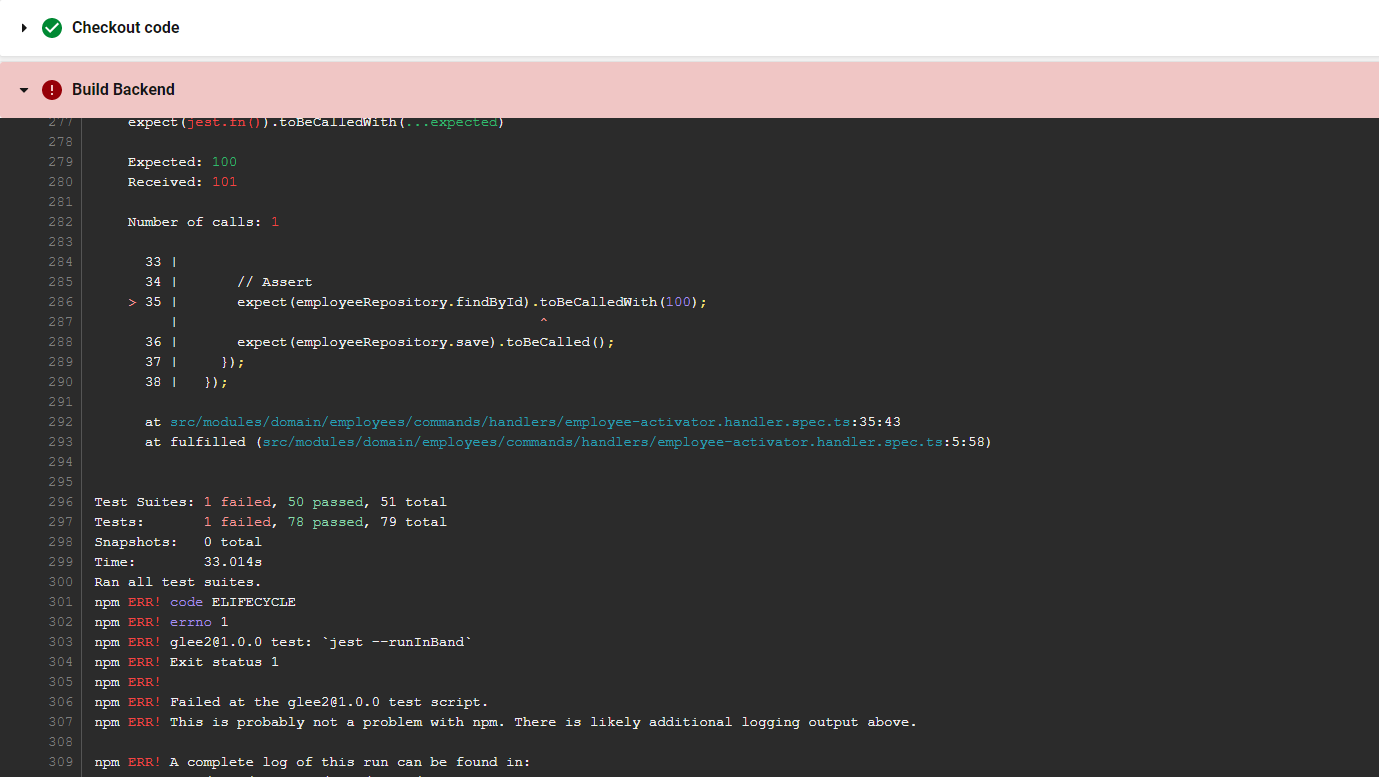 Checkout code
Build Backend
277 expect(jest.fn()).toBeCalledWith(...expected)
278
279 Expected: 100
280 Received: 101
281
282 Number of calls: 1
283
284 33 |
285 34 | // Assert
286 > 35 | expect(employeeRepository.findById).toBeCalledWith(100);
287 | ^
288 36 | expect(employeeRepository.save).toBeCalled();
289 37 | });
290 38 | });
291
292 at src/modules/domain/employees/commands/handlers/employee-activator.handler.spec.ts:35:43
293 at fulfilled (src/modules/domain/employees/commands/handlers/employee-activator.handler.spec.ts:5:58)
294
295
296 Test Suites: 1 failed, 50 passed, 51 total
297 Tests: 1 failed, 78 passed, 79 total
298 Snapshots: 0 total
299 Time: 33.014s
300 Ran all test suites.
301 npm ERR! code ELIFECYCLE
302 npm ERR! errno 1
303 npm ERR! glee2@1.0.0 test: `jest --runInBand`
304 npm ERR! Exit status 1
305 npm ERR!
306 npm ERR! Failed at the glee2@1.0.0 test script.
307 npm ERR! This is probably not a problem with npm. There is likely additional logging output above.
308
309 npm ERR! A complete log of this run can be found in: